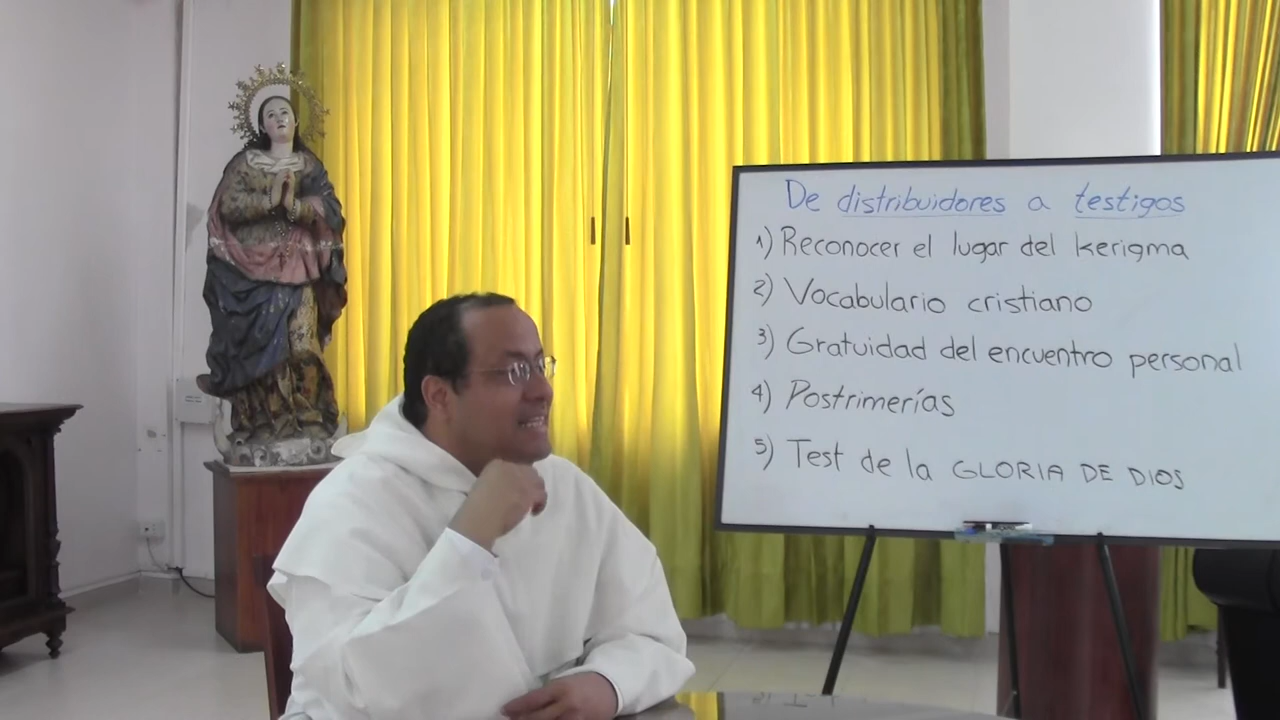 De distribuidores a testigos
1) Reconocer el lugar del kerigma
2) Vocabulario cristiano
3) Gratuidad del encuentro personal
4) Postrimerías
5) Test de la GLORIA DE DIOS